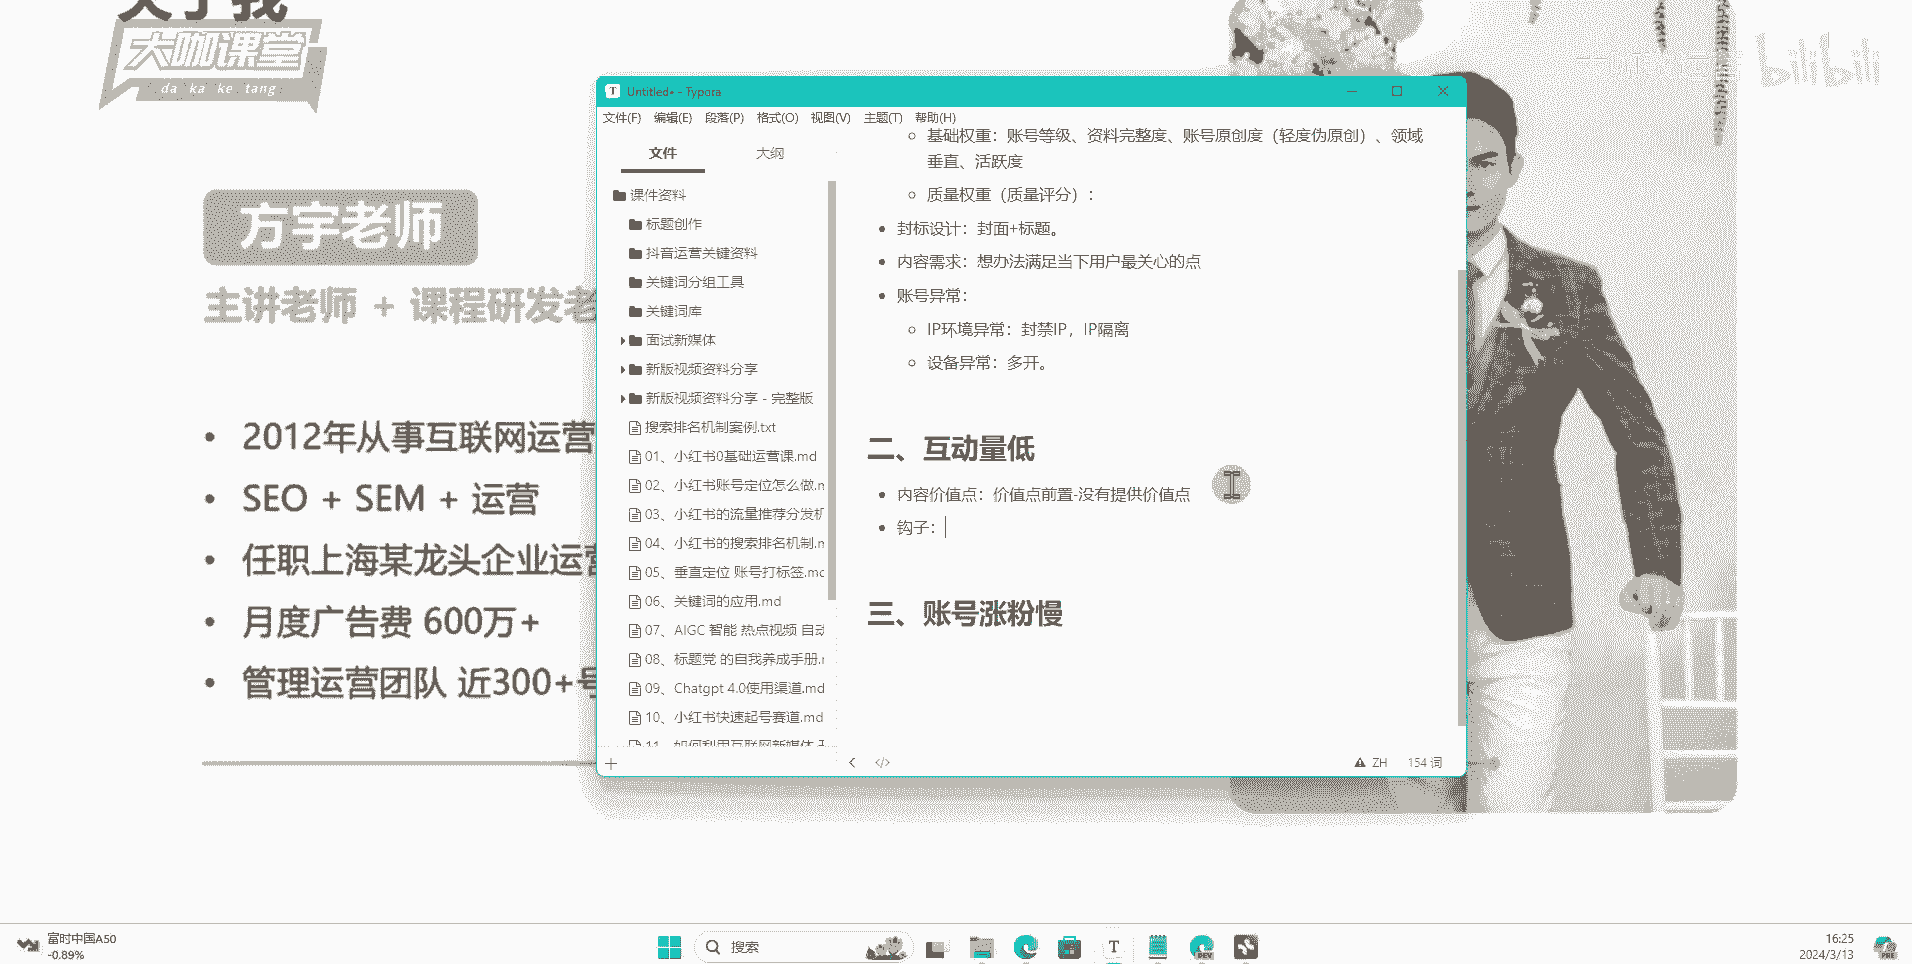 关于我
大咖课堂
da ka ke tang
bilibili
方宇老师
主讲老师 + 课程研发老
• 2012年从事互联网运营
• SEO + SEM + 运营
• 任职上海某龙头企业运营
• 月度广告费 600万+
• 管理运营团队 近300+号
Untitled• - Typora
文件(F) 编辑(E) 段落(P) 格式(O) 视图(V) 主题(T) 帮助(H)
文件 大纲
课件资料
标题创作
抖音运营关键资料
关键词分组工具
关键词库
面试新媒体
新版视频资料分享
新版视频资料分享 - 完整版
搜索排名机制案例.txt
01、小红书0基础运营课.md
02、小红书账号定位怎么做.m
03、小红书的流量推荐分发机
04、小红书的搜索排名机制.m
05、垂直定位 账号打标签.mc
06、关键词的应用.md
07、AIGC 智能 热点视频 自动
08、标题党 的自我养成手册.r
09、Chatgpt 4.0使用渠道.md
10、小红书快速起号赛道.md
11、如何利用互联网新媒体
基础权重：账号等级、资料完整度、账号原创度（轻度伪原创）、领域
垂直、活跃度
质量权重（质量评分）：
封标设计：封面+标题。
内容需求：想办法满足当下用户最关心的点
账号异常：
IP环境异常：封禁IP，IP隔离
设备异常：多开。
二、互动量低
内容价值点：价值点前置-没有提供价值点
钩子：
三、账号涨粉慢
ZH 154 词
富时中国A50
-0.89%
搜索
16:25
2024/3/13